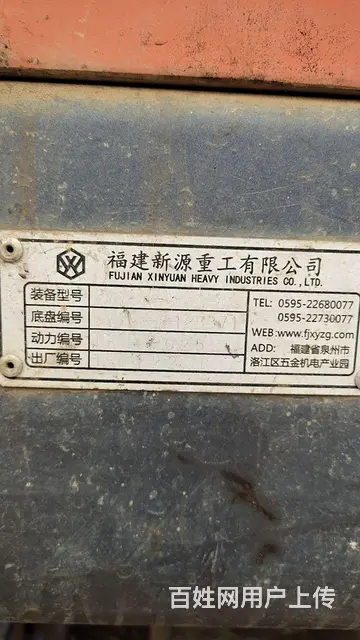 福建新源重工有限公司
FUJIAN XINYUAN HEAVY INDUSTRIES CO.,LTD.
装备型号
底盘编号
动力编号
出厂编号
TEL: 0595-22680077
0595-22730077
WEB:www.fjxyzg.com
ADD: 福建省泉州市
洛江区五金机电产业园
百姓网用户上传